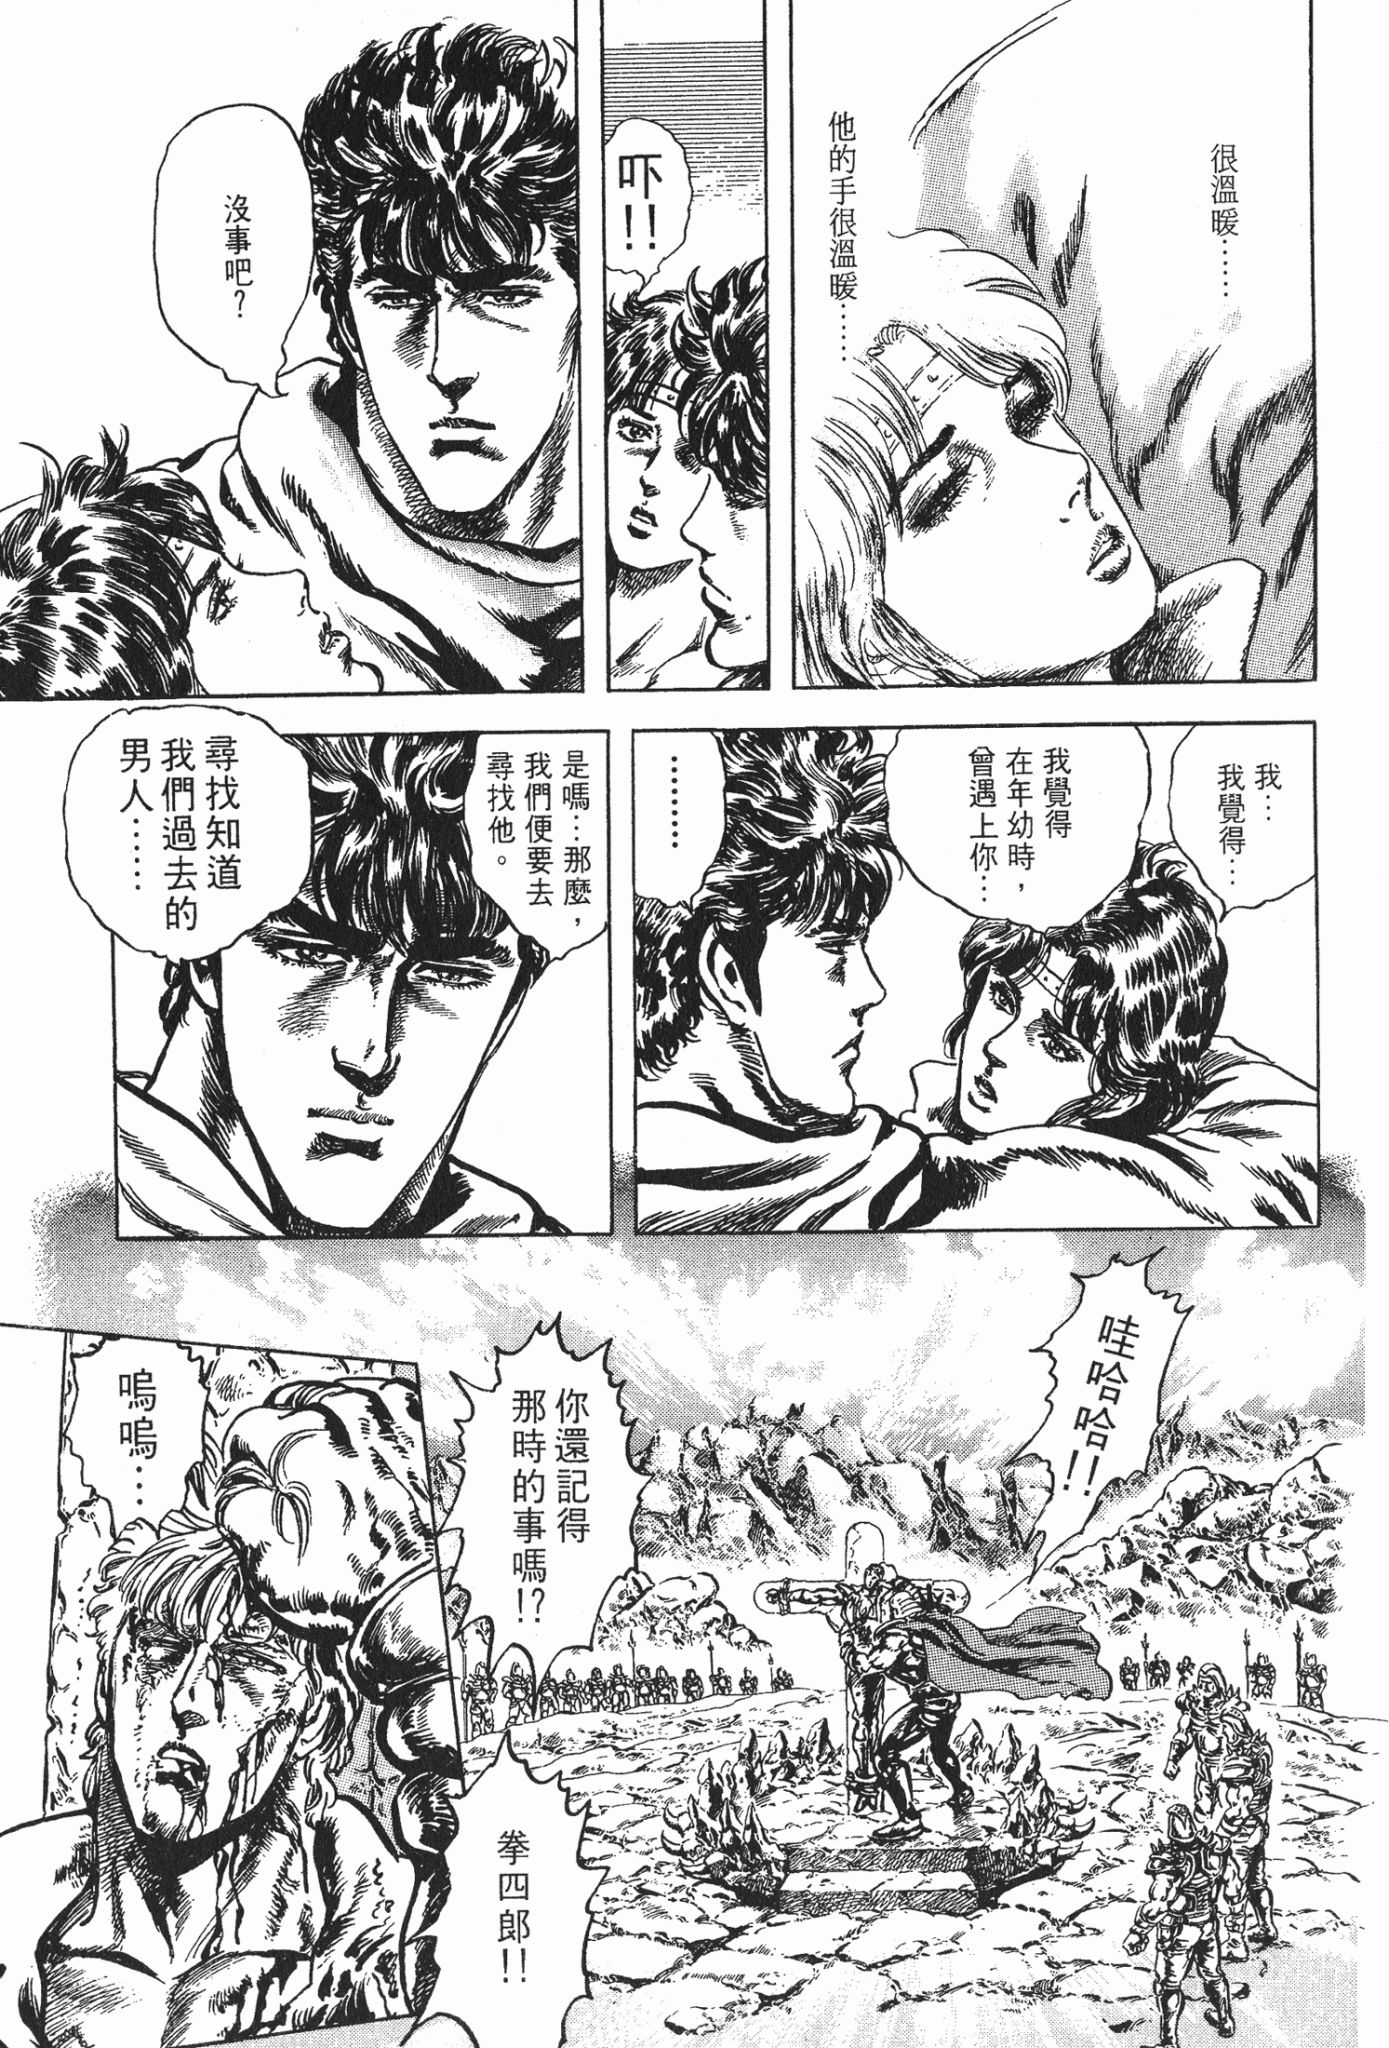 很溫暖……
他的手很溫暖……
吓!!
沒事吧?
我…
我覺得…
我覺得
在年幼時,
曾遇上你…
………
是嗎…那麼,
我們便要去
尋找他。
尋找知道
我們過去的
男人……
哇哈哈!!
你還記得
那時的事嗎!?
嗚嗚…
拳四郎!!